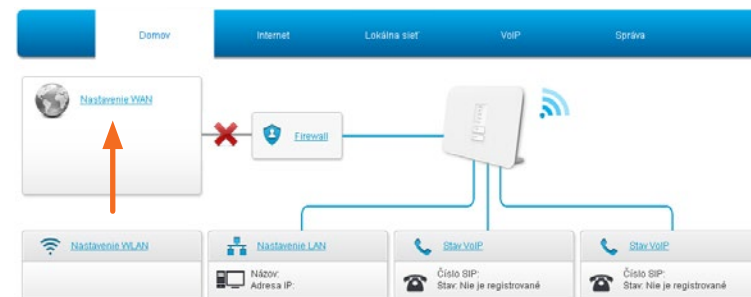 Domov
Internet
Lokálna sieť
VoIP
Správa
Nastavenie WAN
Firewall
Nastavenie WLAN
Nastavenie LAN
Názov:
Adresa IP:
Stav VoIP
Číslo SIP:
Stav: Nie je registrované
Stav VoIP
Číslo SIP:
Stav: Nie je registrované